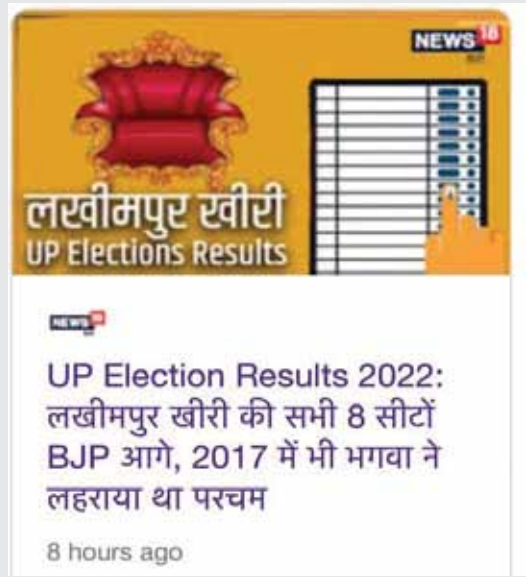 NEWS 18
लखीमपुर खीरी
UP Elections Results
NEWS 18
UP Election Results 2022:
लखीमपुर खीरी की सभी 8 सीटों
BJP आगे, 2017 में भी भगवा ने
लहराया था परचम
8 hours ago